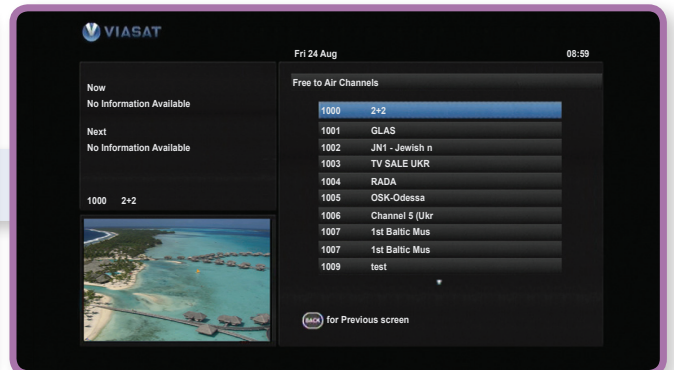 VIASAT
Fri 24 Aug 08:59
Now
No Information Available
Next
No Information Available
1000 2+2
Free to Air Channels
1000 2+2
1001 GLAS
1002 JN1 - Jewish n
1003 TV SALE UKR
1004 RADA
1005 OSK-Odessa
1006 Channel 5 (Ukr
1007 1st Baltic Mus
1007 1st Baltic Mus
1009 test
BACK for Previous screen